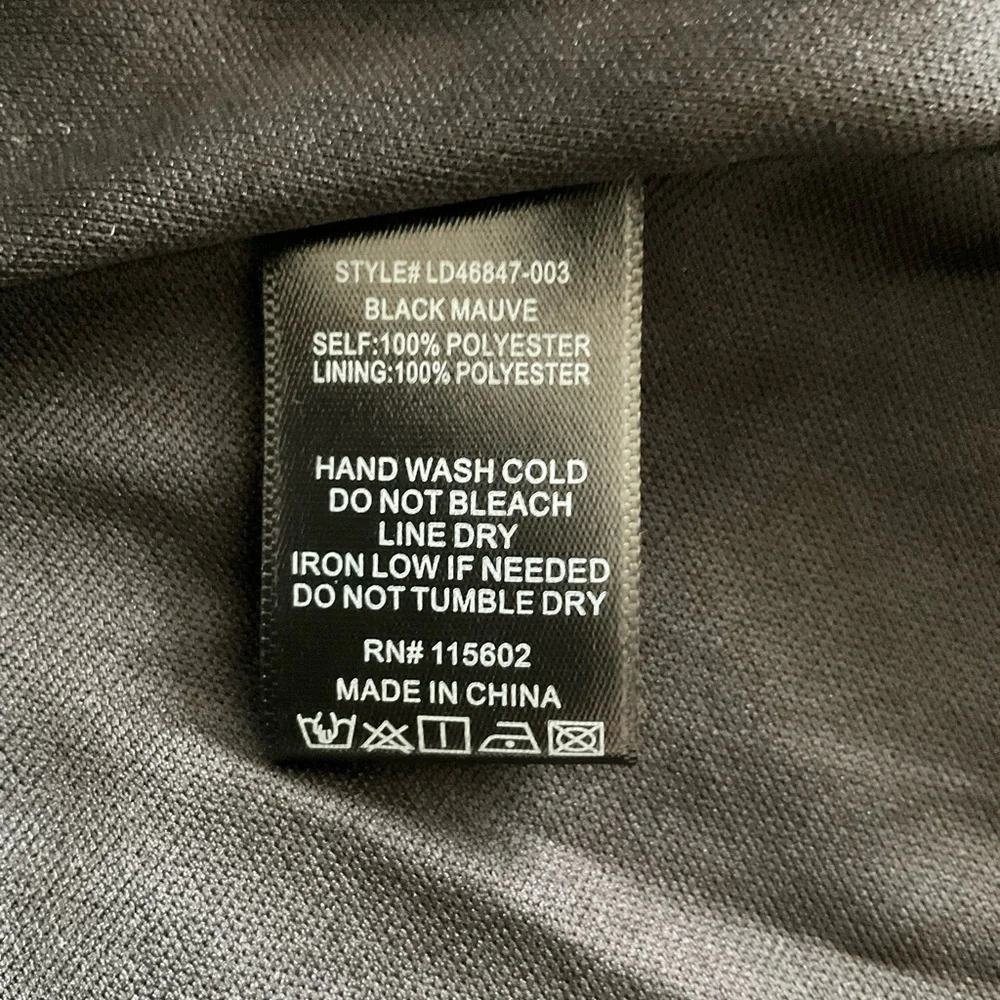 STYLE# LD46847-003
BLACK MAUVE
SELF:100% POLYESTER
LINING:100% POLYESTER
HAND WASH COLD
DO NOT BLEACH
LINE DRY
IRON LOW IF NEEDED
DO NOT TUMBLE DRY
RN# 115602
MADE IN CHINA